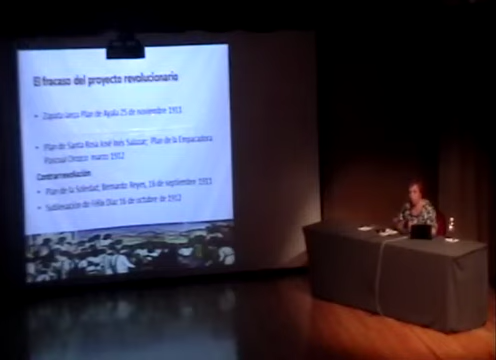 El fracaso del proyecto revolucionario
• Zapata lanza Plan de Ayala 25 de noviembre 1911
• Plan de Santa Rosa José Inés Salazar; Plan de la Empacadora
Pascual Orozco marzo 1912
Contrarrevolución
• Plan de la Soledad, Bernardo Reyes, 16 de septiembre 1911
• Sublevación de Félix Díaz 16 de octubre de 1912